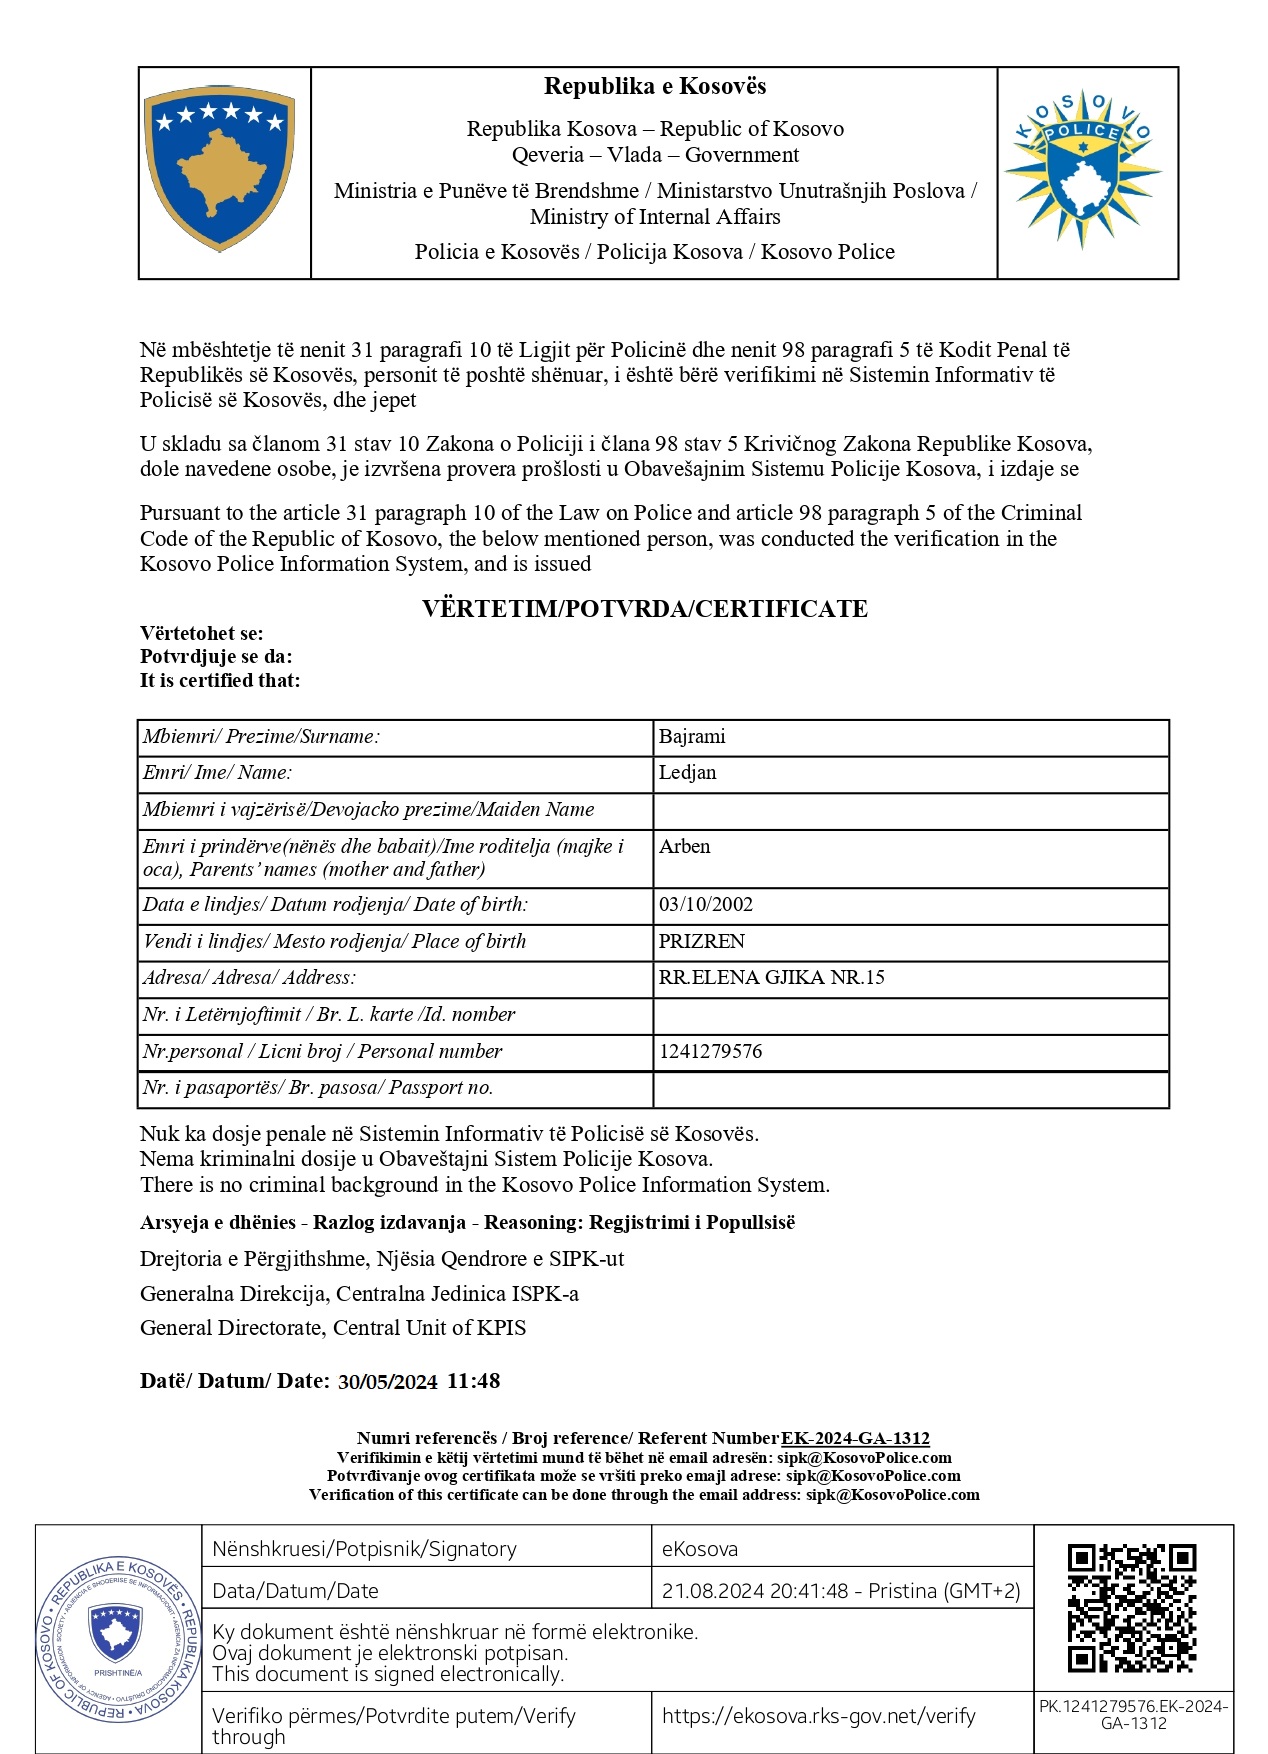 Republika e Kosovës
Republika Kosova – Republic of Kosovo
Qeveria – Vlada – Government
Ministria e Punëve të Brendshme / Ministarstvo Unutrašnjih Poslova /
Ministry of Internal Affairs
Policia e Kosovës / Policija Kosova / Kosovo Police
KOSOVO
POLICE
Në mbështetje të nenit 31 paragrafi 10 të Ligjit për Policinë dhe nenit 98 paragrafi 5 të Kodit Penal të
Republikës së Kosovës, personit të poshtë shënuar, i është bërë verifikimi në Sistemin Informativ të
Policisë së Kosovës, dhe jepet
U skladu sa članom 31 stav 10 Zakona o Policiji i člana 98 stav 5 Krivičnog Zakona Republike Kosova,
dole navedene osobe, je izvršena provera prošlosti u Obavešajnim Sistemu Policije Kosova, i izdaje se
Pursuant to the article 31 paragraph 10 of the Law on Police and article 98 paragraph 5 of the Criminal
Code of the Republic of Kosovo, the below mentioned person, was conducted the verification in the
Kosovo Police Information System, and is issued
VËRTETIM/POTVRDA/CERTIFICATE
Vërtetohet se:
Potvrdjuje se da:
It is certified that:
Mbiemri/ Prezime/Surname: Bajrami
Emri/ Ime/ Name: Ledjan
Mbiemri i vajzërisë/Devojacko prezime/Maiden Name
Emri i prindërve(nënës dhe babait)/Ime roditelja (majke i Arben
oca), Parents’ names (mother and father)
Data e lindjes/ Datum rodjenja/ Date of birth: 03/10/2002
Vendi i lindjes/ Mesto rodjenja/ Place of birth PRIZREN
Adresa/ Adresa/ Address: RR.ELENA GJIKA NR.15
Nr. i Letërnjoftimit / Br. L. karte /Id. nomber
Nr.personal / Licni broj / Personal number 1241279576
Nr. i pasaportës/ Br. pasosa/ Passport no.
Nuk ka dosje penale në Sistemin Informativ të Policisë së Kosovës.
Nema kriminalni dosije u Obaveštajni Sistem Policije Kosova.
There is no criminal background in the Kosovo Police Information System.
Arsyeja e dhënies - Razlog izdavanja - Reasoning: Regjistrimi i Popullsisë
Drejtoria e Përgjithshme, Njësia Qendrore e SIPK-ut
Generalna Direkcija, Centralna Jedinica ISPK-a
General Directorate, Central Unit of KPIS
Datë/ Datum/ Date: 30/05/2024 11:48
Numri referencës / Broj reference/ Referent Number EK-2024-GA-1312
Verifikimin e këtij vërtetimi mund të bëhet në email adresën: sipk@KosovoPolice.com
Potvrđivanje ovog certifikata može se vršiti preko emajl adrese: sipk@KosovoPolice.com
Verification of this certificate can be done through the email address: sipk@KosovoPolice.com
REPUBLIKA E KOSOVËS • REPUBLIKA KOSOVA • REPUBLIC OF KOSOVO •
PRISHTINË/A
Nënshkruesi/Potpisnik/Signatory eKosova
Data/Datum/Date 21.08.2024 20:41:48 - Pristina (GMT+2)
Ky dokument është nënshkruar në formë elektronike.
Ovaj dokument je elektronski potpisan.
This document is signed electronically.
Verifiko përmes/Potvrdite putem/Verify https://ekosova.rks-gov.net/verify
through
PK.1241279576.EK-2024-
GA-1312